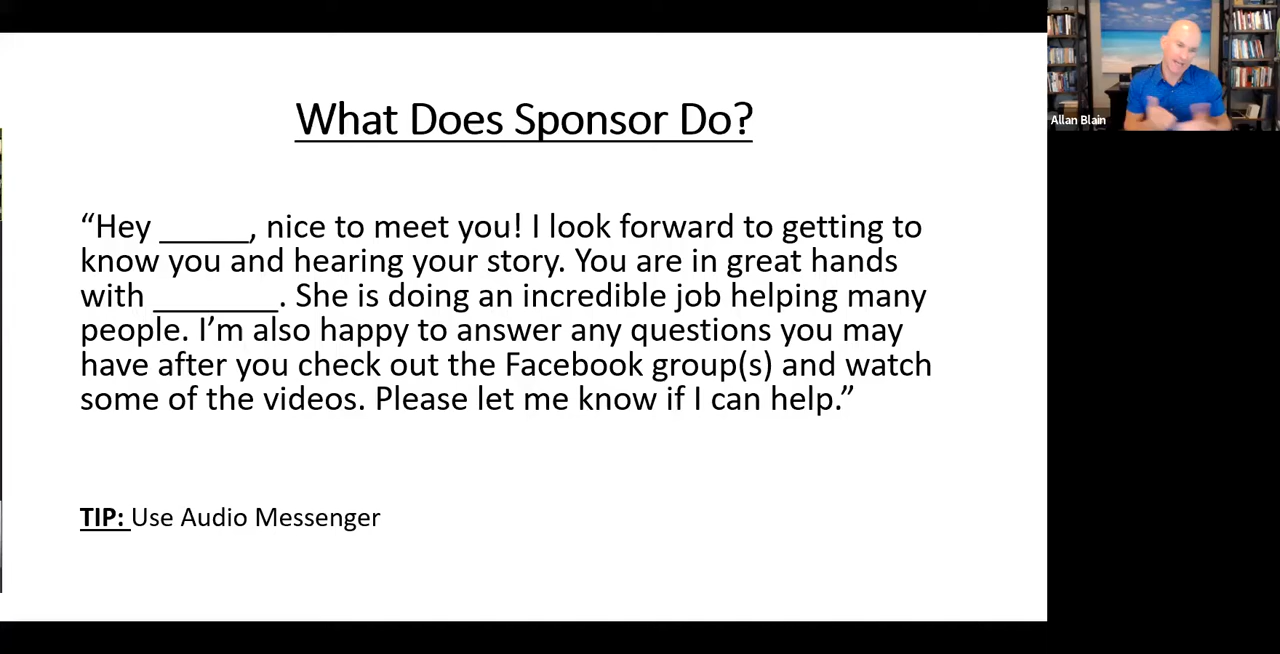 What Does Sponsor Do?
“Hey _____, nice to meet you! I look forward to getting to
know you and hearing your story. You are in great hands
with _______. She is doing an incredible job helping many
people. I’m also happy to answer any questions you may
have after you check out the Facebook group(s) and watch
some of the videos. Please let me know if I can help.”
TIP: Use Audio Messenger
Allan Blain